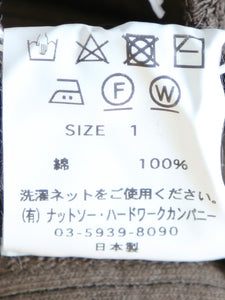 F W
SIZE 1
綿 100%
洗濯ネットをご使用ください。
(有)ナットソー・ハードワークカンパニー
03-5939-8090
日本製